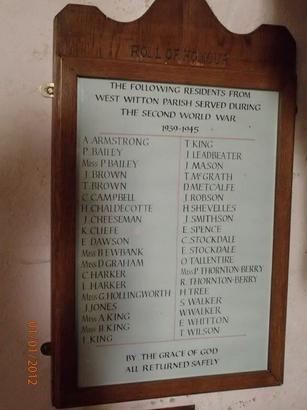 ROLL OF HONOUR
THE FOLLOWING RESIDENTS FROM
WEST WITTON PARISH SERVED DURING
THE SECOND WORLD WAR
1939-1945
A ARMSTRONG
P. BAILEY
Miss P BAILEY
J. BROWN
T. BROWN
C CAMPBELL
H CHALDECOTTE
J CHEESEMAN
K CLIEFE
E DAWSON
Miss B EWBANK
Miss D GRAHAM
C HARKER
L HARKER
Miss G HOLLINGWORTH
J JONES
Miss A KING
Miss B KING
I. KING
T KING
J LEADBEATER
J MASON
T. McGRATH
D METCALFE
J. ROBSON
H SHEVELLES
J. SMITHSON
E SPENCE
C. STOCKDALE
E STOCKDALE
O TALLENTIRE
Miss P THORNTON-BERRY
R. THORNTON-BERRY
H TREE
S WALKER
W WALKER
E WHITTON
T WILSON
BY THE GRACE OF GOD
ALL RETURNED SAFELY
01/01/2012